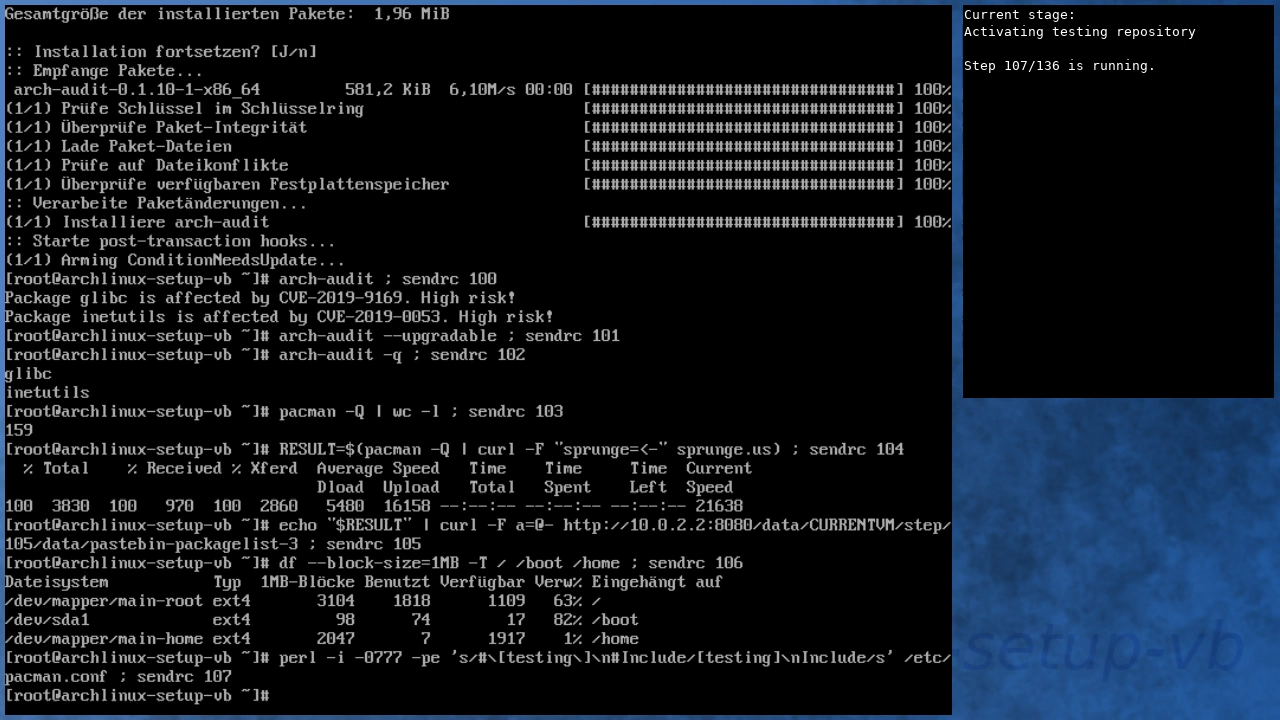 Gesamtgröße der installierten Pakete:  1,96 MiB

:: Installation fortsetzen? [J/n]
:: Empfange Pakete...
 arch-audit-0.1.10-1-x86_64         581,2 KiB  6,10M/s 00:00 [################################] 100%
(1/1) Prüfe Schlüssel im Schlüsselring                       [################################] 100%
(1/1) Überprüfe Paket-Integrität                             [################################] 100%
(1/1) Lade Paket-Dateien                                     [################################] 100%
(1/1) Prüfe auf Dateikonflikte                               [################################] 100%
(1/1) Überprüfe verfügbaren Festplattenspeicher              [################################] 100%
:: Verarbeite Paketänderungen...
(1/1) Installiere arch-audit                                 [################################] 100%
:: Starte post-transaction hooks...
(1/1) Arming ConditionNeedsUpdate...
[root@archlinux-setup-vb ~]# arch-audit ; sendrc 100
Package glibc is affected by CVE-2019-9169. High risk!
Package inetutils is affected by CVE-2019-0053. High risk!
[root@archlinux-setup-vb ~]# arch-audit --upgradable ; sendrc 101
[root@archlinux-setup-vb ~]# arch-audit -q ; sendrc 102
glibc
inetutils
[root@archlinux-setup-vb ~]# pacman -Q | wc -l ; sendrc 103
159
[root@archlinux-setup-vb ~]# RESULT=$(pacman -Q | curl -F "sprunge=<-" sprunge.us) ; sendrc 104
  % Total    % Received % Xferd  Average Speed   Time    Time     Time  Current
                                 Dload  Upload   Total   Spent    Left  Speed
100  3830  100   970  100  2860   5480  16158 --:--:-- --:--:-- --:--:-- 21638
[root@archlinux-setup-vb ~]# echo "$RESULT" | curl -F a=@- http://10.0.2.2:8080/data/CURRENTVM/step/
105/data/pastebin-packagelist-3 ; sendrc 105
[root@archlinux-setup-vb ~]# df --block-size=1MB -T / /boot /home ; sendrc 106
Dateisystem           Typ  1MB-Blöcke Benutzt Verfügbar Verw% Eingehängt auf
/dev/mapper/main-root ext4       3104    1818      1109   63% /
/dev/sda1             ext4         98      74        17   82% /boot
/dev/mapper/main-home ext4       2047       7      1917    1% /home
[root@archlinux-setup-vb ~]# perl -i -0777 -pe 's/#\[testing\]\n#Include/[testing]\nInclude/s' /etc/
pacman.conf ; sendrc 107
[root@archlinux-setup-vb ~]#
Current stage:
Activating testing repository

Step 107/136 is running.
setup-vb